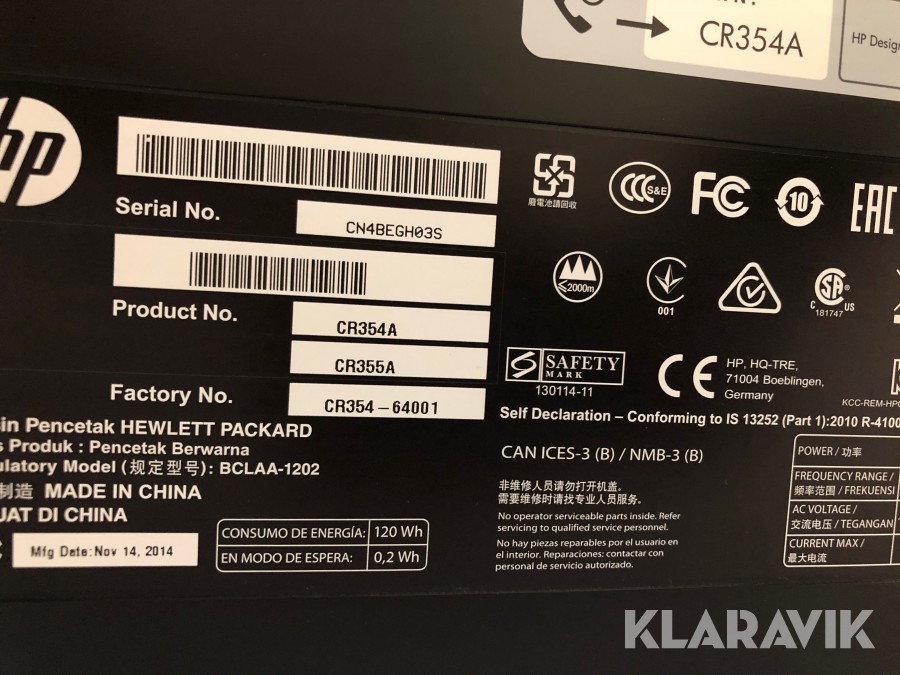 CR354A
HP Design
hp
Serial No.
CN4BEGH03S
Product No.
CR354A
CR355A
Factory No.
CR354-64001
廢電池請回收
CCC S&E
FC
10
EAC
≤2000m
001
SA
C US
181747
S SAFETY
MARK
130114-11
CE
HP, HQ-TRE,
71004 Boeblingen,
Germany
KCC-REM-HP
Self Declaration – Conforming to IS 13252 (Part 1):2010 R-4100
in Pencetak HEWLETT PACKARD
s Produk : Pencetak Berwarna
ulatory Model (规定型号): BCLAA-1202
制造 MADE IN CHINA
UAT DI CHINA
Mfg Date:Nov 14, 2014
CONSUMO DE ENERGÍA: 120 Wh
EN MODO DE ESPERA: 0,2 Wh
CAN ICES-3 (B) / NMB-3 (B)
非维修人员请勿打开机盖。
需要维修时请找专业人员服务。
No operator serviceable parts inside. Refer
servicing to qualified service personnel.
No hay piezas reparables por el usuario en
el interior. Reparaciones: contactar con
personal de servicio autorizado.
POWER / 功率
FREQUENCY RANGE /
频率范围 / FREKUENSI
AC VOLTAGE /
交流电压 / TEGANGAN
CURRENT MAX /
最大电流
KLARAVIK